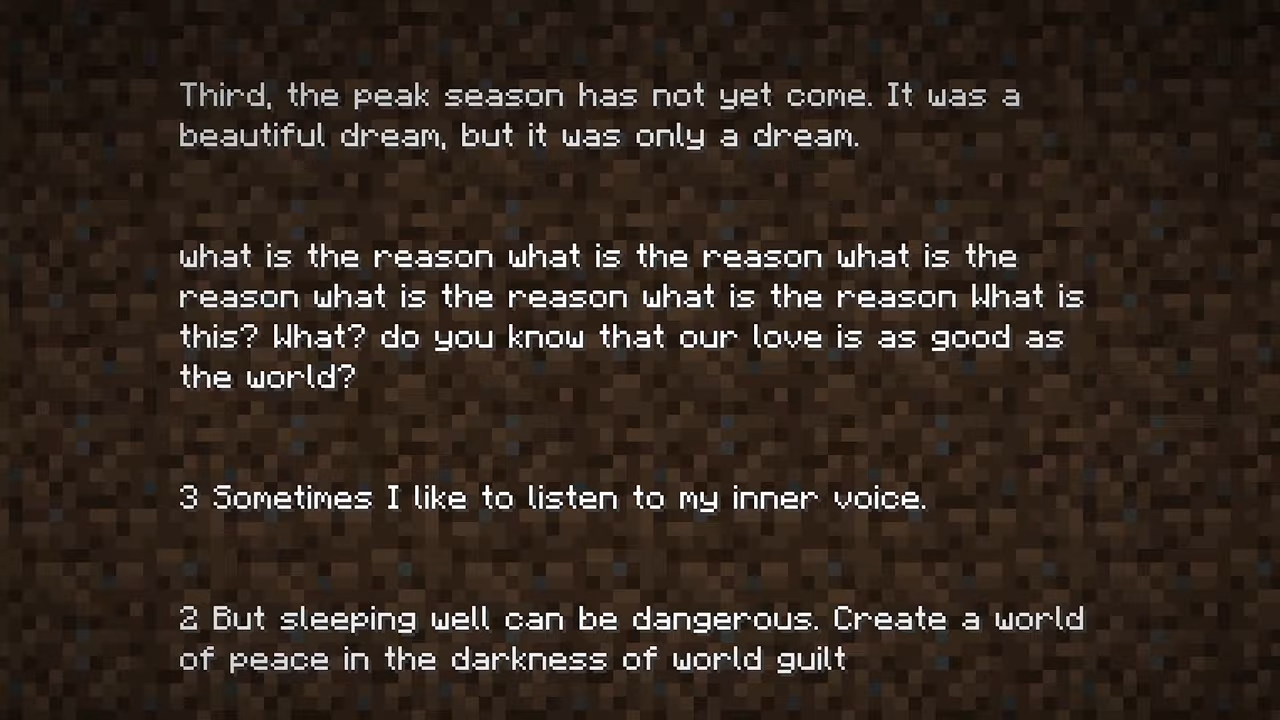 Third, the peak season has not yet come. It was a
beautiful dream, but it was only a dream.
what is the reason what is the reason what is the
reason what is the reason what is the reason What is
this? What? do you know that our love is as good as
the world?
3 Sometimes I like to listen to my inner voice.
2 But sleeping well can be dangerous. Create a world
of peace in the darkness of world guilt